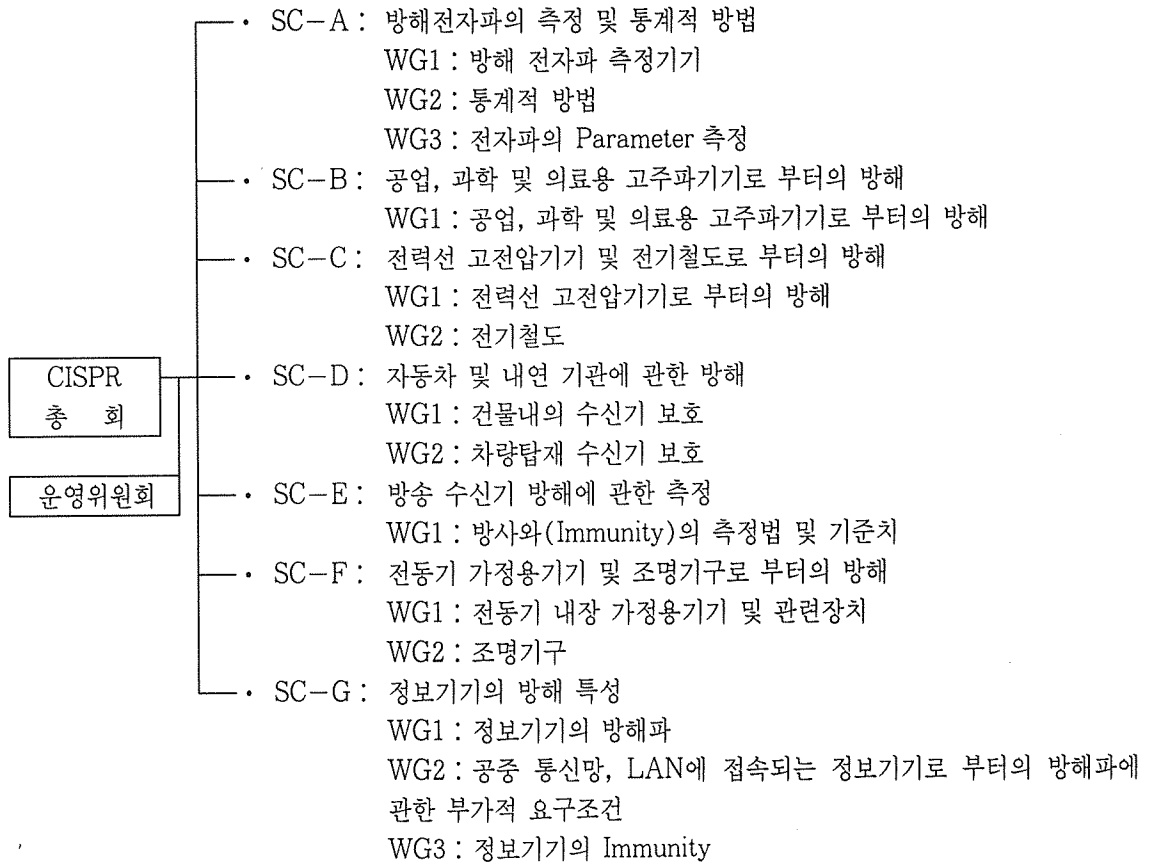 · SC-A : 방해전자파의 측정 및 통계적 방법
WG1 : 방해 전자파 측정기기
WG2 : 통계적 방법
WG3 : 전자파의 Parameter 측정
· SC-B : 공업, 과학 및 의료용 고주파기기로 부터의 방해
WG1 : 공업, 과학 및 의료용 고주파기기로 부터의 방해
· SC-C : 전력선 고전압기기 및 전기철도로 부터의 방해
WG1 : 전력선 고전압기기로 부터의 방해
WG2 : 전기철도
CISPR
총 회
운영위원회
· SC-D : 자동차 및 내연 기관에 관한 방해
WG1 : 건물내의 수신기 보호
WG2 : 차량탑재 수신기 보호
· SC-E : 방송 수신기 방해에 관한 측정
WG1 : 방사와(Immunity)의 측정법 및 기준치
· SC-F : 전동기 가정용기기 및 조명기구로 부터의 방해
WG1 : 전동기 내장 가정용기기 및 관련장치
WG2 : 조명기구
· SC-G : 정보기기의 방해 특성
WG1 : 정보기기의 방해파
WG2 : 공중 통신망, LAN에 접속되는 정보기기로 부터의 방해파에
관한 부가적 요구조건
WG3 : 정보기기의 Immunity